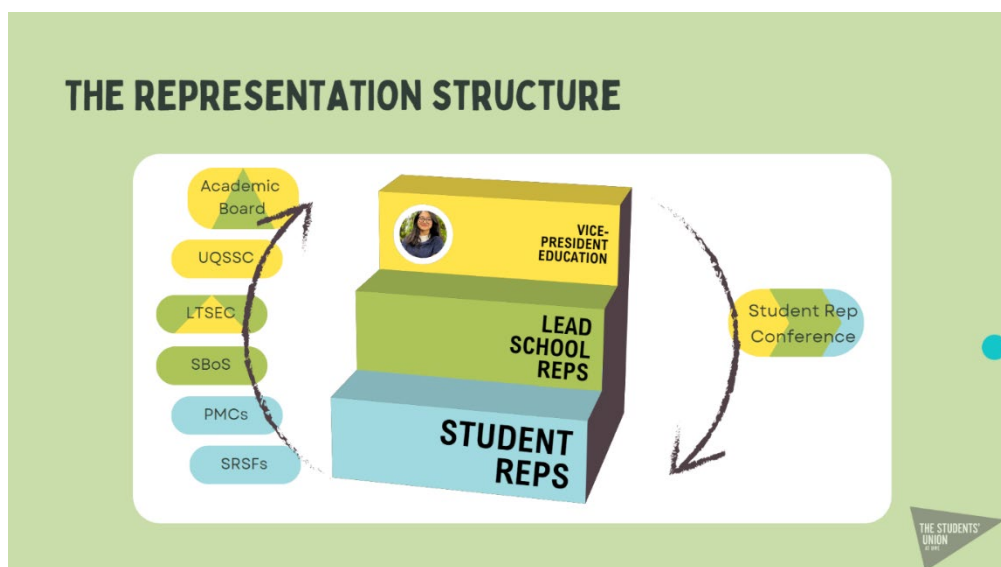 THE REPRESENTATION STRUCTURE
Academic
Board
UQSSC
LTSEC
SBoS
PMCs
SRSFs
VICE-
PRESIDENT
EDUCATION
LEAD
SCHOOL
REPS
STUDENT
REPS
Student Rep
Conference
THE STUDENTS'
UNION